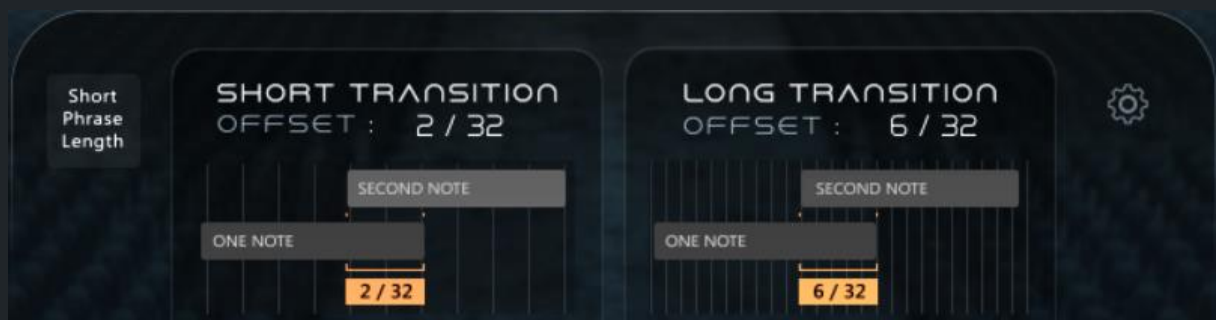 Short
Phrase
Length
SHORT TRANSITION
OFFSET : 2 / 32
SECOND NOTE
ONE NOTE
2 / 32
LONG TRANSITION
OFFSET : 6 / 32
SECOND NOTE
ONE NOTE
6 / 32